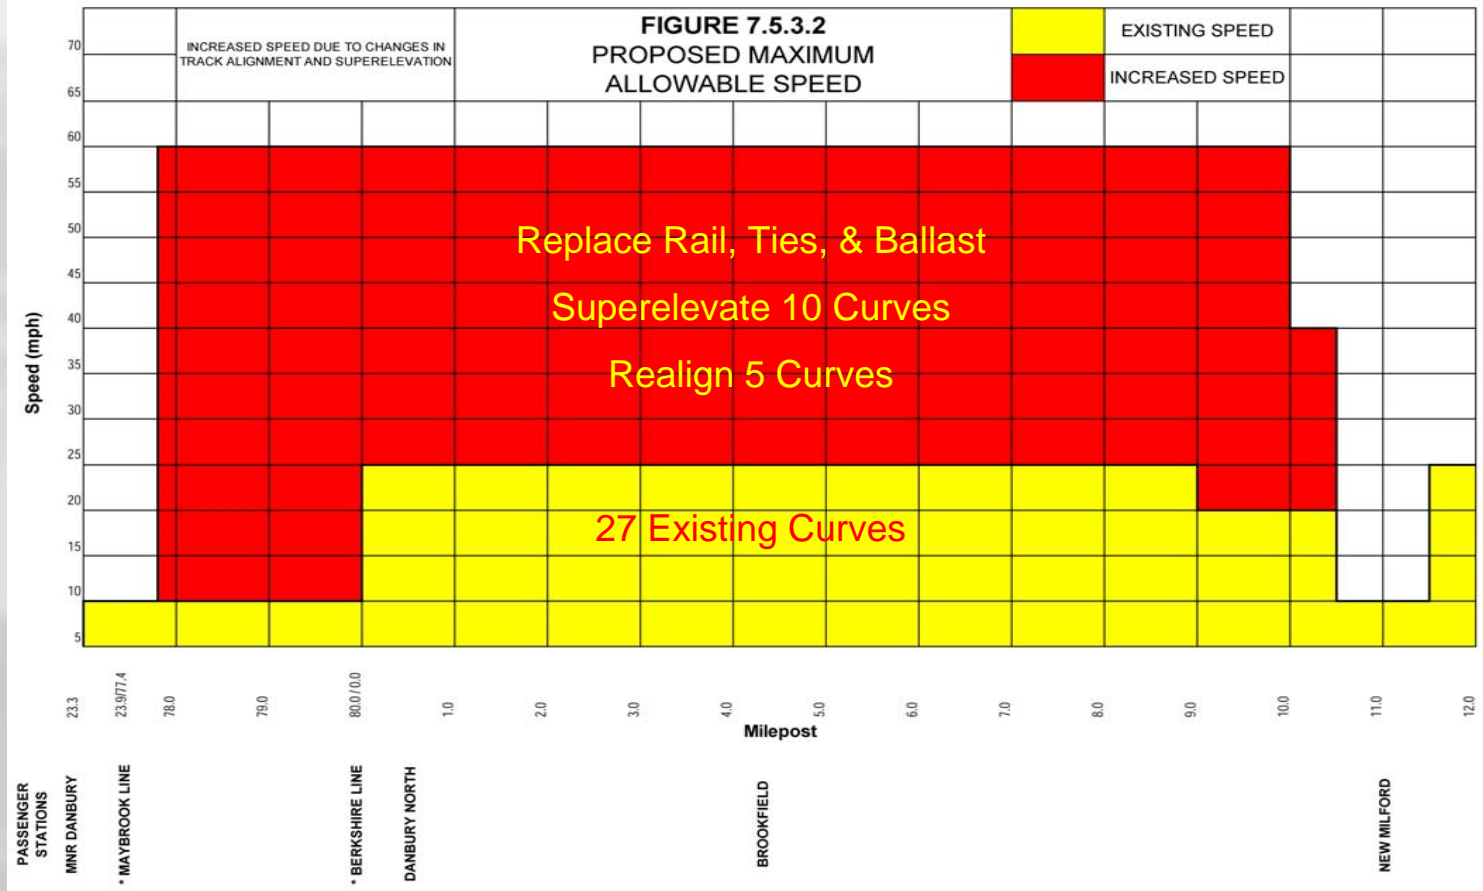 FIGURE 7.5.3.2
PROPOSED MAXIMUM
ALLOWABLE SPEED
INCREASED SPEED DUE TO CHANGES IN
TRACK ALIGNMENT AND SUPERELEVATION
EXISTING SPEED
INCREASED SPEED
70
65
60
55
50
45
40
35
30
25
20
15
10
5
Speed (mph)
Replace Rail, Ties, & Ballast
Superelevate 10 Curves
Realign 5 Curves
27 Existing Curves
23.3
23.9/77.4
78.0
79.0
80.0 / 0.0
1.0
2.0
3.0
4.0
5.0
6.0
7.0
8.0
9.0
10.0
11.0
12.0
Milepost
PASSENGER
STATIONS
MNR DANBURY
* MAYBROOK LINE
* BERKSHIRE LINE
DANBURY NORTH
BROOKFIELD
NEW MILFORD